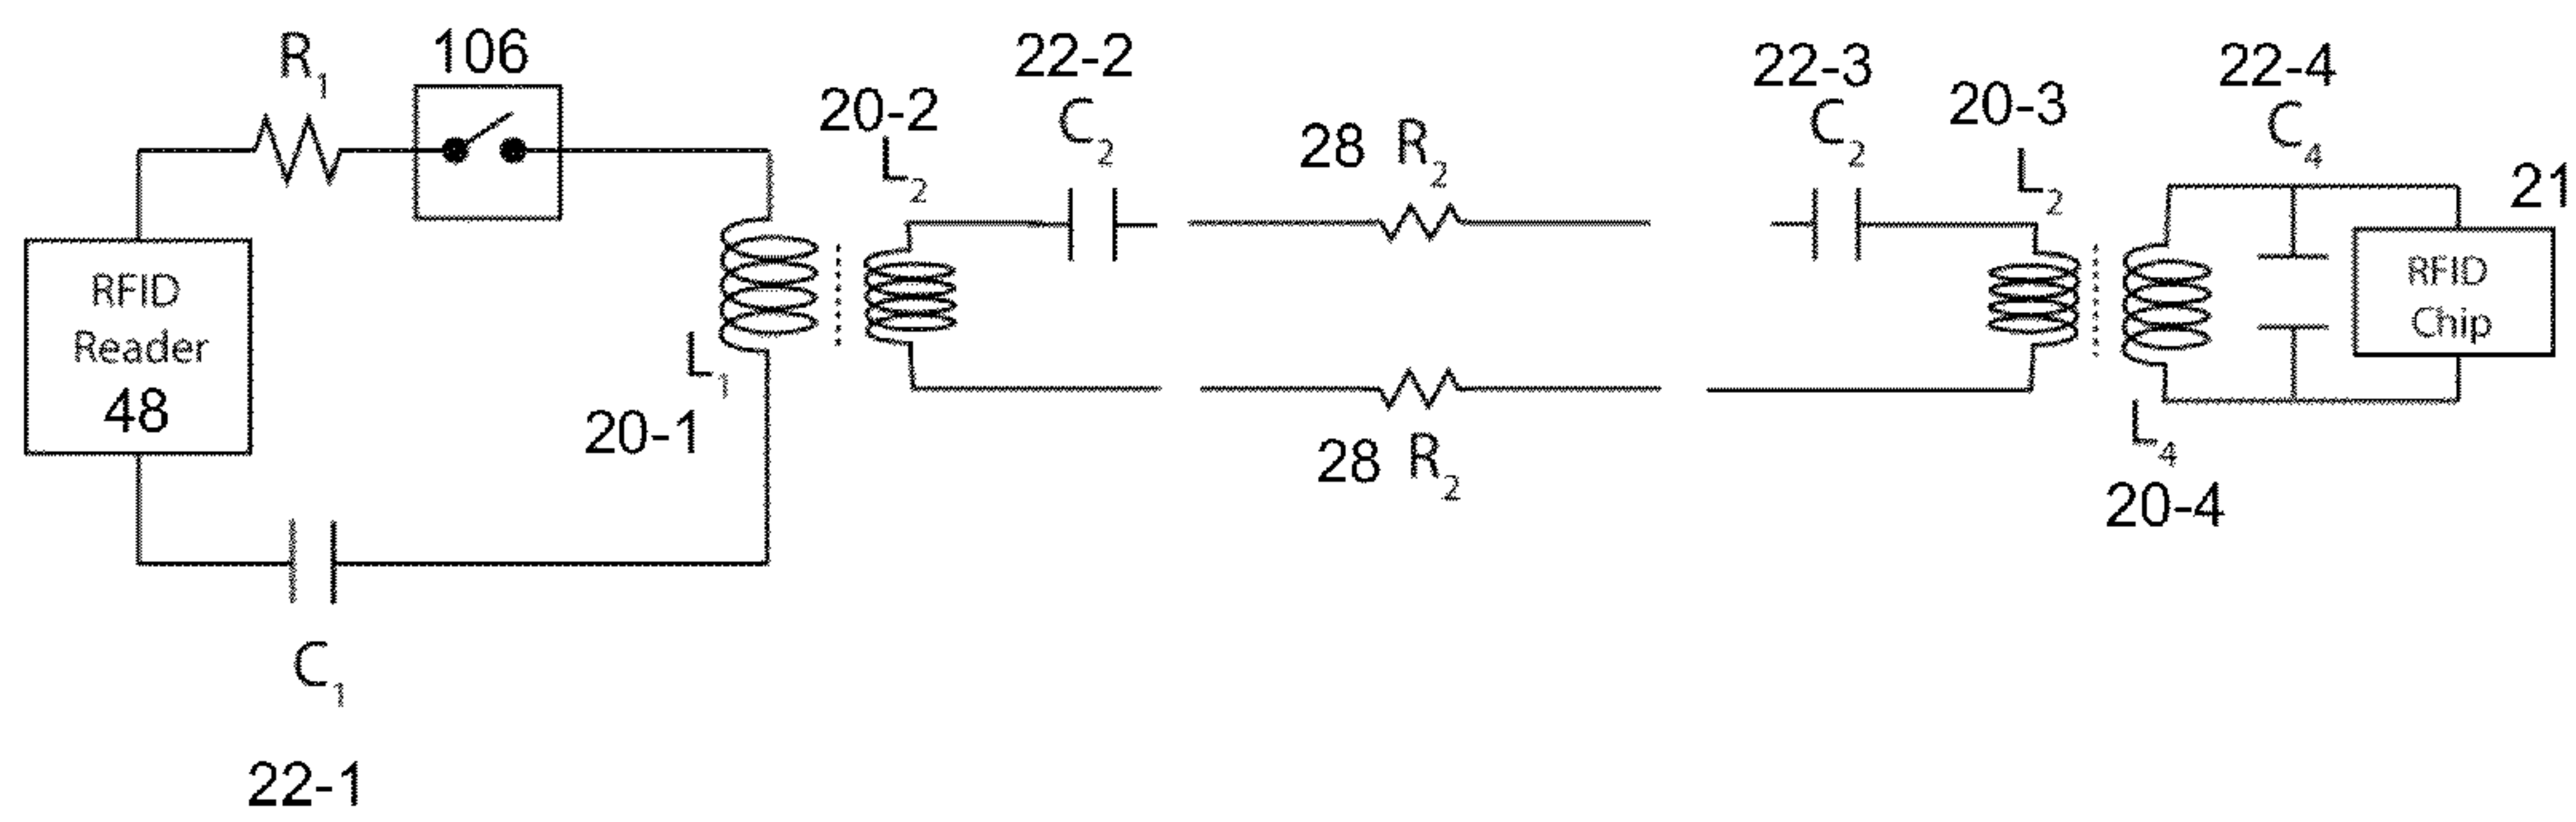 R1
106
20-2
L2
22-2
C2
28 R2
22-3
C2
20-3
L2
22-4
C4
21
RFID
Reader
48
L1
20-1
28 R2
RFID
Chip
L4
20-4
C1
22-1